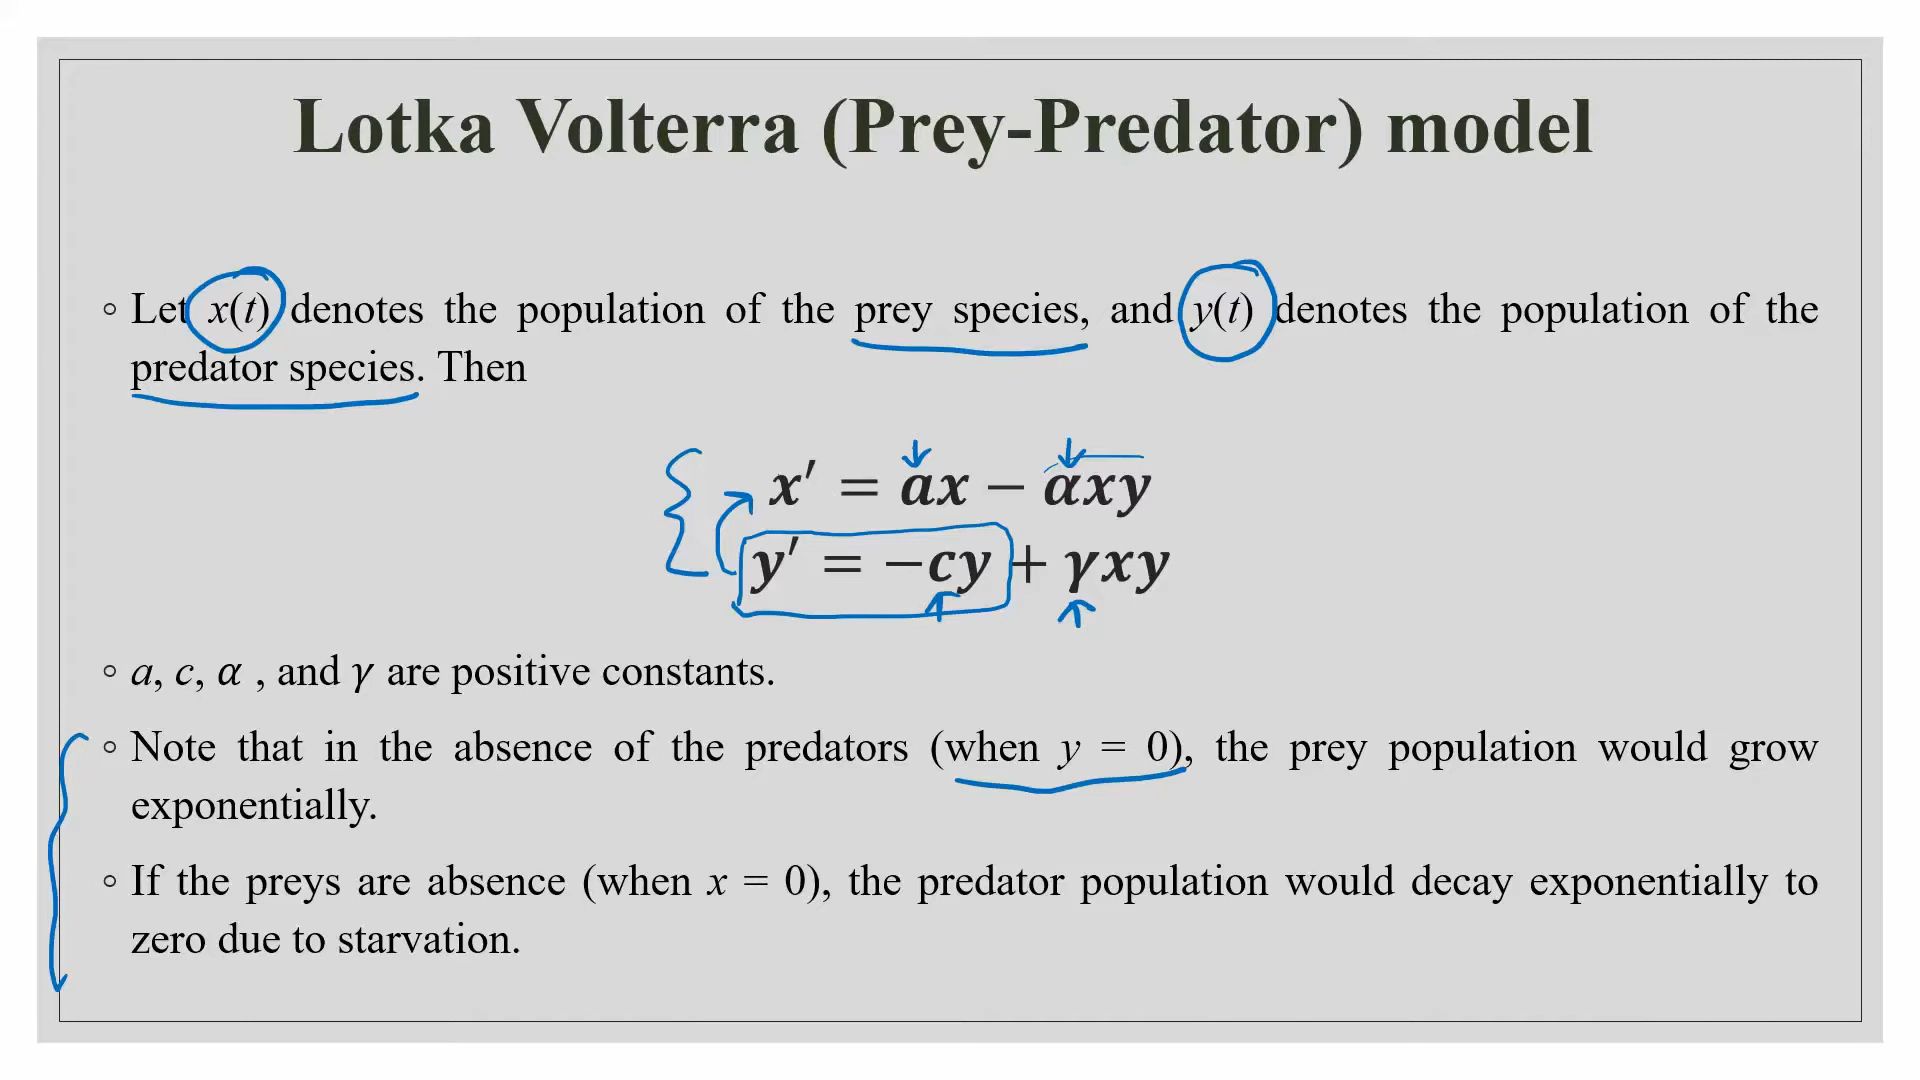 Lotka Volterra (Prey-Predator) model
◦ Let x(t) denotes the population of the prey species, and y(t) denotes the population of the
predator species. Then
x′ = ax − αxy
y′ = −cy + γxy
◦ a, c, α , and γ are positive constants.
◦ Note that in the absence of the predators (when y = 0), the prey population would grow
exponentially.
◦ If the preys are absence (when x = 0), the predator population would decay exponentially to
zero due to starvation.